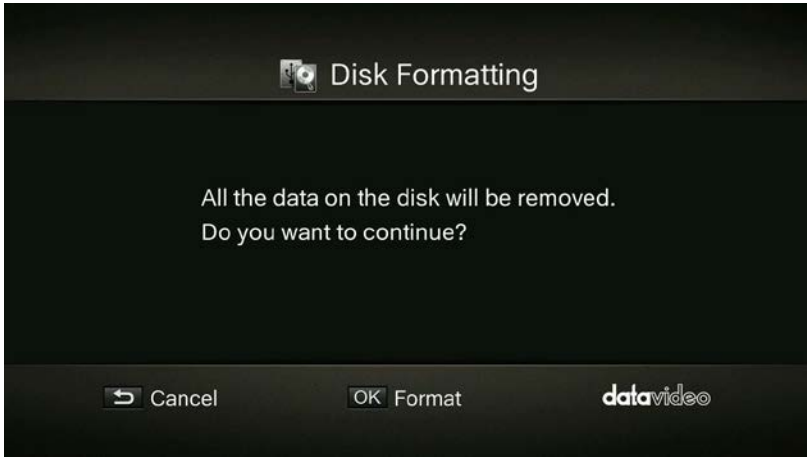 Disk Formatting
All the data on the disk will be removed.
Do you want to continue?
Cancel
OK Format
datavideo